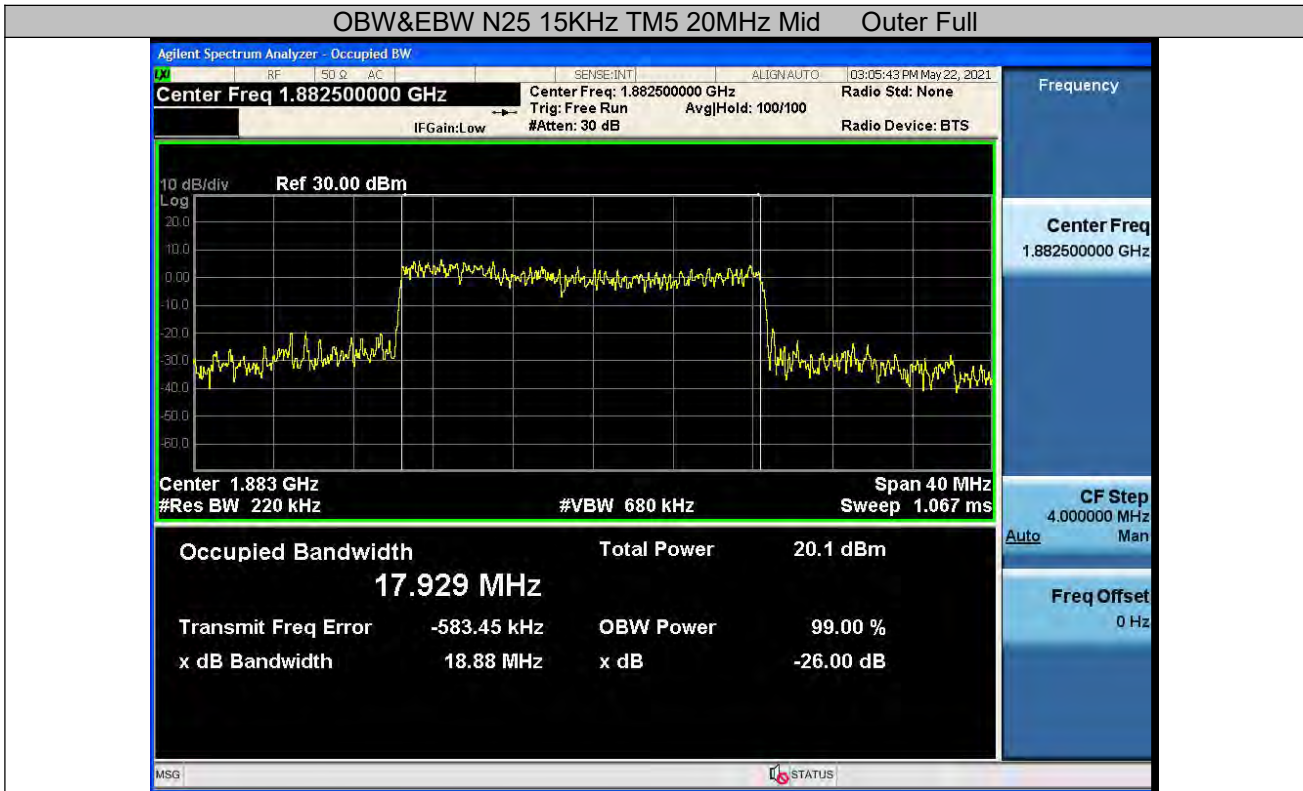 OBW&EBW N25 15KHz TM5 20MHz Mid Outer Full
Agilent Spectrum Analyzer - Occupied BW
LXI RF 50 Ω AC SENSE:INT ALIGNAUTO 03:05:43 PM May 22, 2021
Center Freq 1.882500000 GHz
Center Freq: 1.882500000 GHz
Radio Std: None
Trig: Free Run Avg|Hold: 100/100
IFGain:Low
#Atten: 30 dB
Radio Device: BTS
10 dB/div Ref 30.00 dBm
Log
20.0
10.0
0.00
-10.0
-20.0
-30.0
-40.0
-50.0
-60.0
Center 1.883 GHz Span 40 MHz
#Res BW 220 kHz #VBW 680 kHz Sweep 1.067 ms
Occupied Bandwidth Total Power 20.1 dBm
17.929 MHz
Transmit Freq Error -583.45 kHz OBW Power 99.00 %
x dB Bandwidth 18.88 MHz x dB -26.00 dB
MSG STATUS
Frequency
Center Freq
1.882500000 GHz
CF Step
4.000000 MHz
Auto Man
Freq Offset
0 Hz